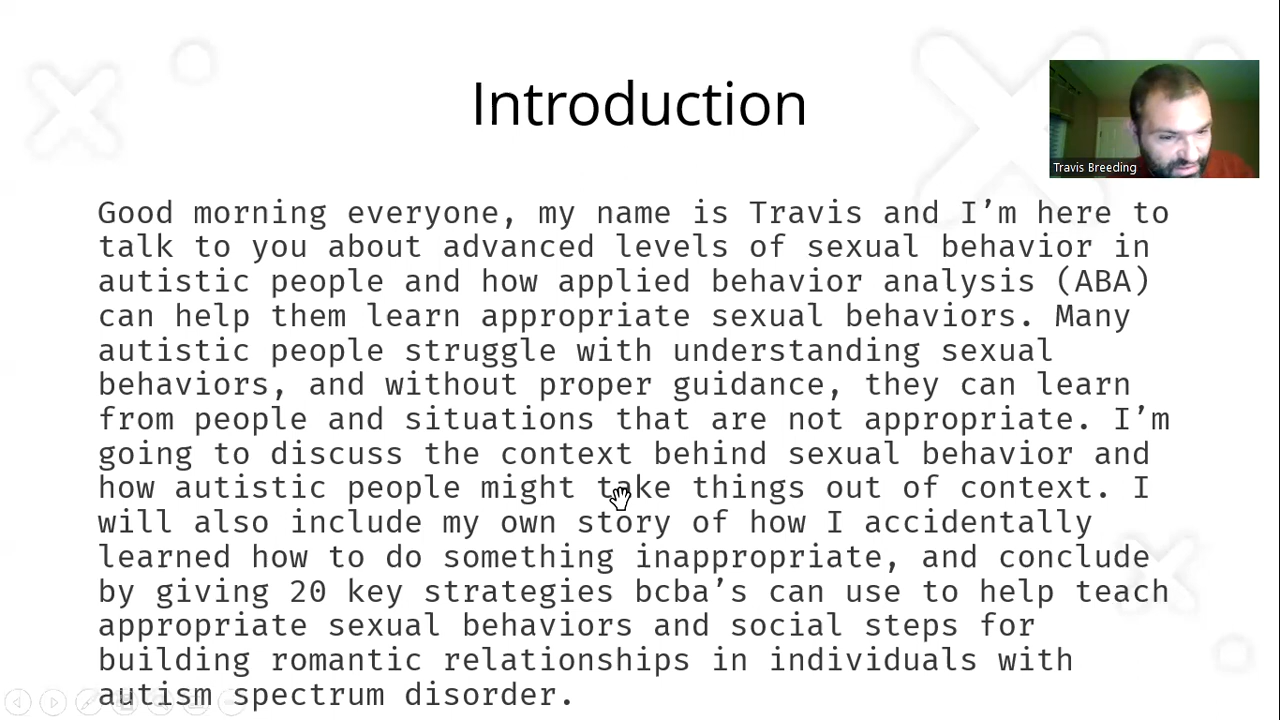 Introduction
Travis Breeding
Good morning everyone, my name is Travis and I’m here to
talk to you about advanced levels of sexual behavior in
autistic people and how applied behavior analysis (ABA)
can help them learn appropriate sexual behaviors. Many
autistic people struggle with understanding sexual
behaviors, and without proper guidance, they can learn
from people and situations that are not appropriate. I’m
going to discuss the context behind sexual behavior and
how autistic people might take things out of context. I
will also include my own story of how I accidentally
learned how to do something inappropriate, and conclude
by giving 20 key strategies bcba’s can use to help teach
appropriate sexual behaviors and social steps for
building romantic relationships in individuals with
autism spectrum disorder.